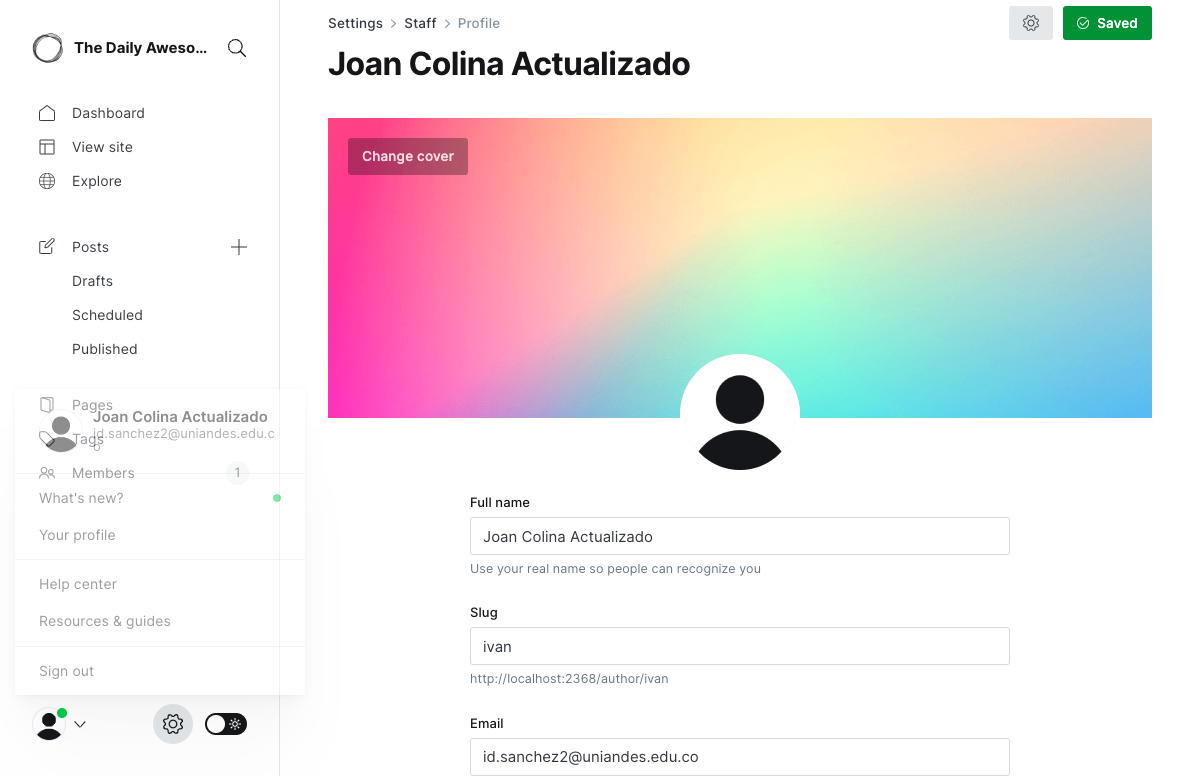 The Daily Aweso...
Dashboard
View site
Explore
Posts
Drafts
Scheduled
Published
Pages
Tags
Members
1
Joan Colina Actualizado
id.sanchez2@uniandes.edu.c
o
What's new?
Your profile
Help center
Resources & guides
Sign out
Settings > Staff > Profile
Saved
Joan Colina Actualizado
Change cover
Full name
Joan Colina Actualizado
Use your real name so people can recognize you
Slug
ivan
http://localhost:2368/author/ivan
Email
id.sanchez2@uniandes.edu.co